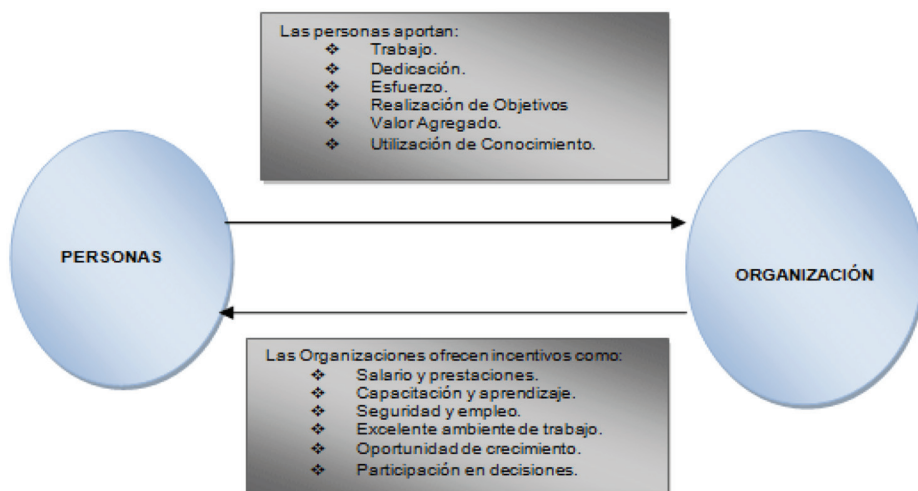 Las personas aportan:
❖ Trabajo.
❖ Dedicación.
❖ Esfuerzo.
❖ Realización de Objetivos
❖ Valor Agregado.
❖ Utilización de Conocimiento.
PERSONAS
ORGANIZACIÓN
Las Organizaciones ofrecen incentivos como:
❖ Salario y prestaciones.
❖ Capacitación y aprendizaje.
❖ Seguridad y empleo.
❖ Excelente ambiente de trabajo.
❖ Oportunidad de crecimiento.
❖ Participación en decisiones.